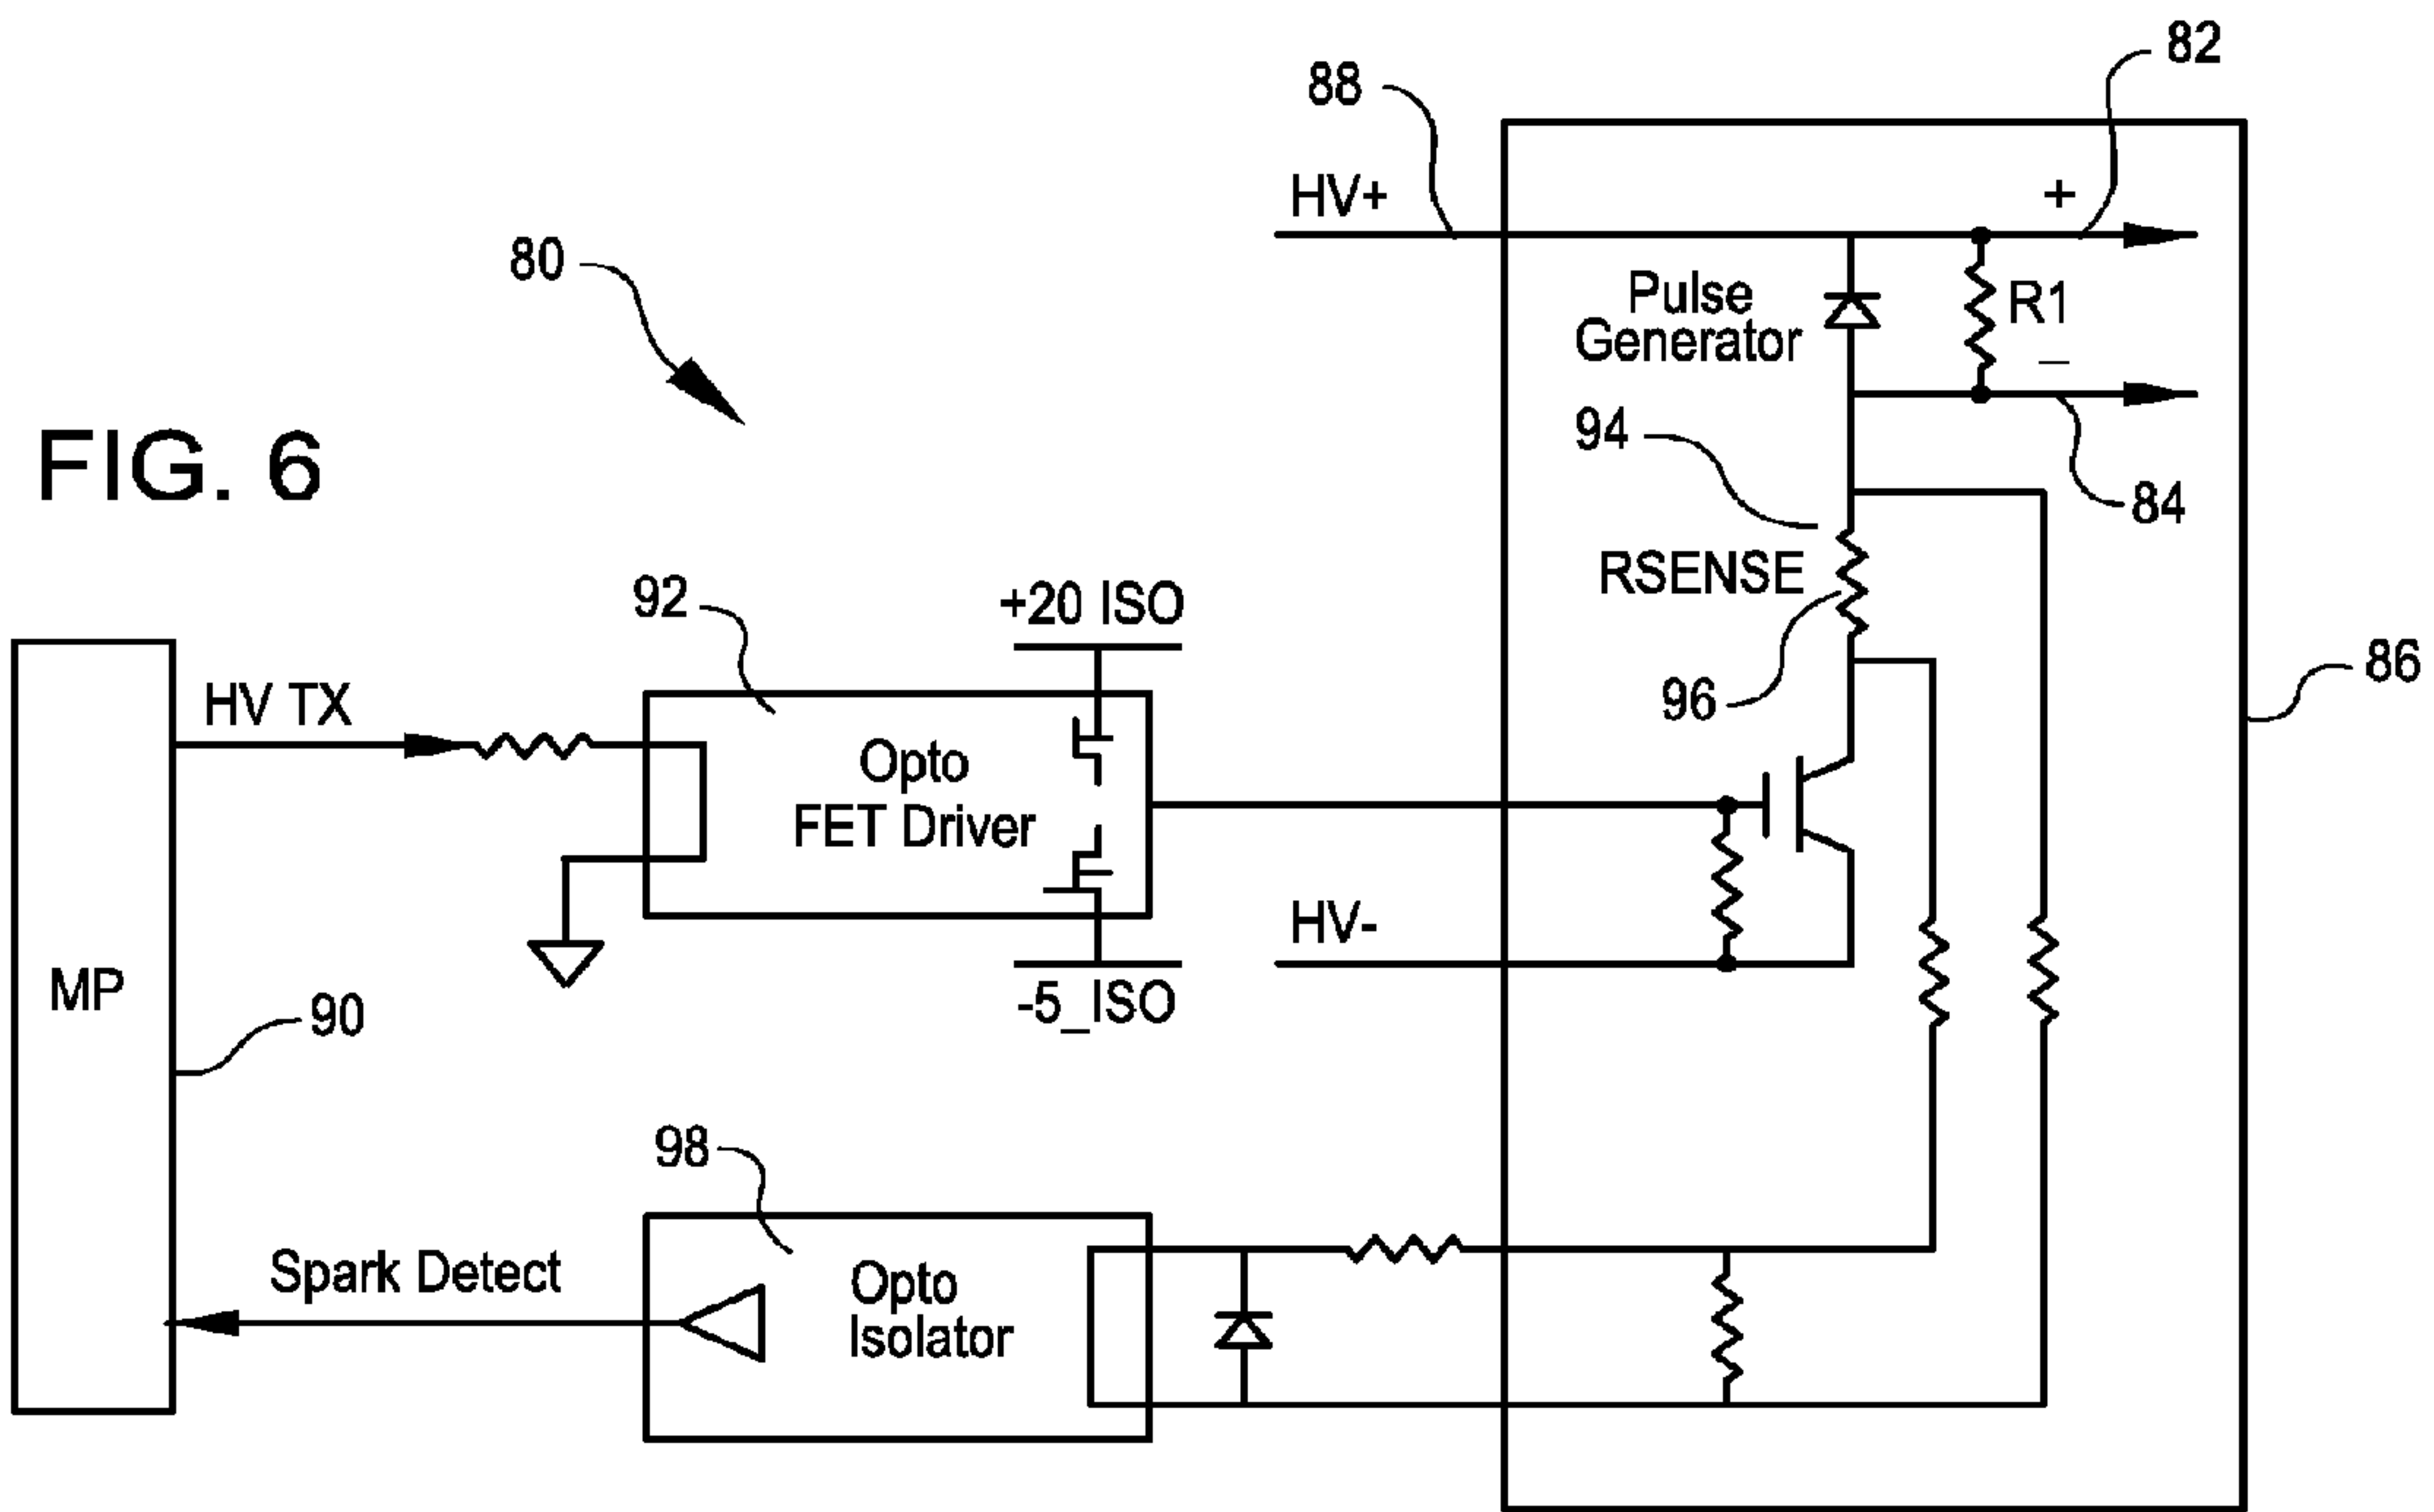 82
88
HV+
+
80
Pulse
Generator
R1
–
94
FIG. 6
84
RSENSE
92
+20 ISO
86
HV TX
96
Opto
FET Driver
HV-
MP
-5_ISO
90
98
Spark Detect
Opto
Isolator